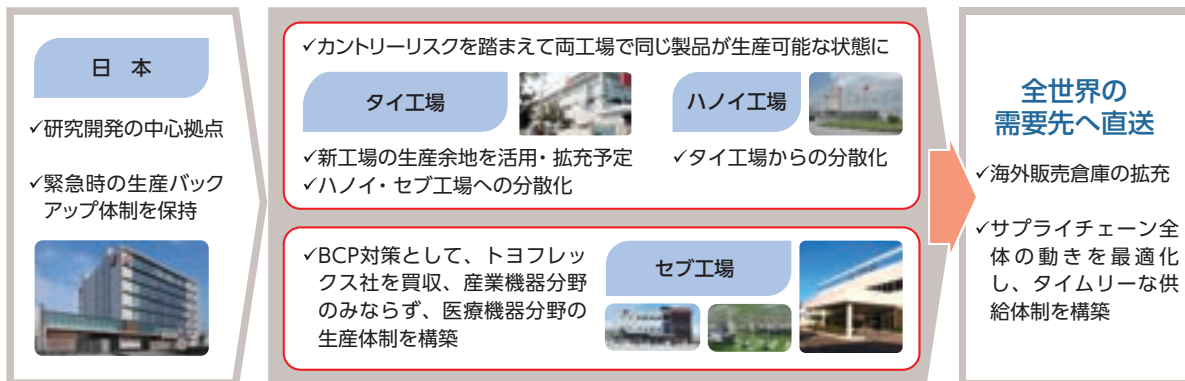 日 本
✓研究開発の中心拠点
✓緊急時の生産バック
アップ体制を保持
✓カントリーリスクを踏まえて両工場で同じ製品が生産可能な状態に
タイ工場
✓新工場の生産余地を活用・拡充予定
✓ハノイ・セブ工場への分散化
ハノイ工場
✓タイ工場からの分散化
✓BCP対策として、トヨフレッ
クス社を買収、産業機器分野
のみならず、医療機器分野の
生産体制を構築
セブ工場
全世界の
需要先へ直送
✓海外販売倉庫の拡充
✓サプライチェーン全
体の動きを最適化
し、タイムリーな供
給体制を構築